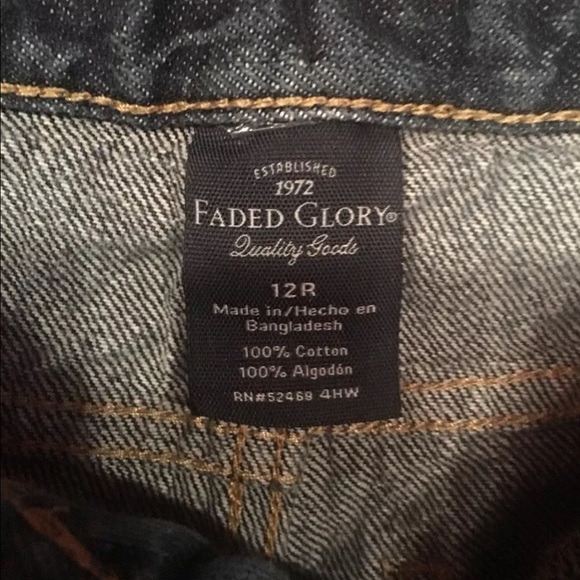 ESTABLISHED
1972
FADED GLORY®
Quality Goods
12R
Made in/Hecho en
Bangladesh
100% Cotton
100% Algodón
RN#52469 4HW